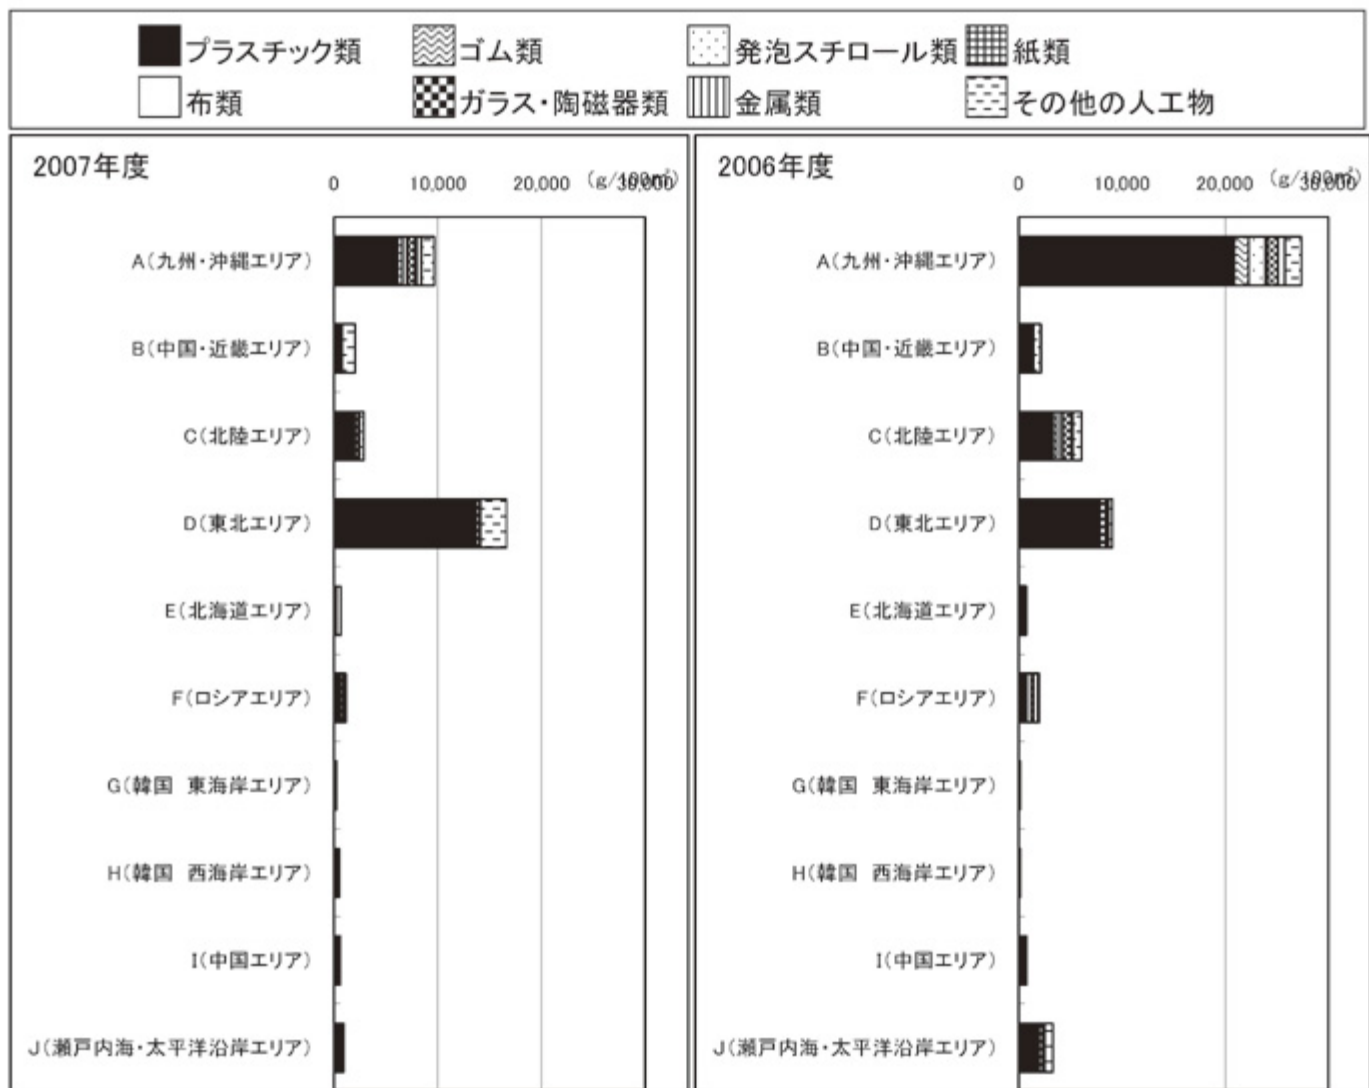 プラスチック類 ゴム類 発泡スチロール類 紙類
布類 ガラス・陶磁器類 金属類 その他の人工物
2007年度
0 10,000 20,000 30,000 (g/100㎡)
A(九州・沖縄エリア)
B(中国・近畿エリア)
C(北陸エリア)
D(東北エリア)
E(北海道エリア)
F(ロシアエリア)
G(韓国 東海岸エリア)
H(韓国 西海岸エリア)
I(中国エリア)
J(瀬戸内海・太平洋沿岸エリア)
2006年度
0 10,000 20,000 30,000 (g/100㎡)
A(九州・沖縄エリア)
B(中国・近畿エリア)
C(北陸エリア)
D(東北エリア)
E(北海道エリア)
F(ロシアエリア)
G(韓国 東海岸エリア)
H(韓国 西海岸エリア)
I(中国エリア)
J(瀬戸内海・太平洋沿岸エリア)